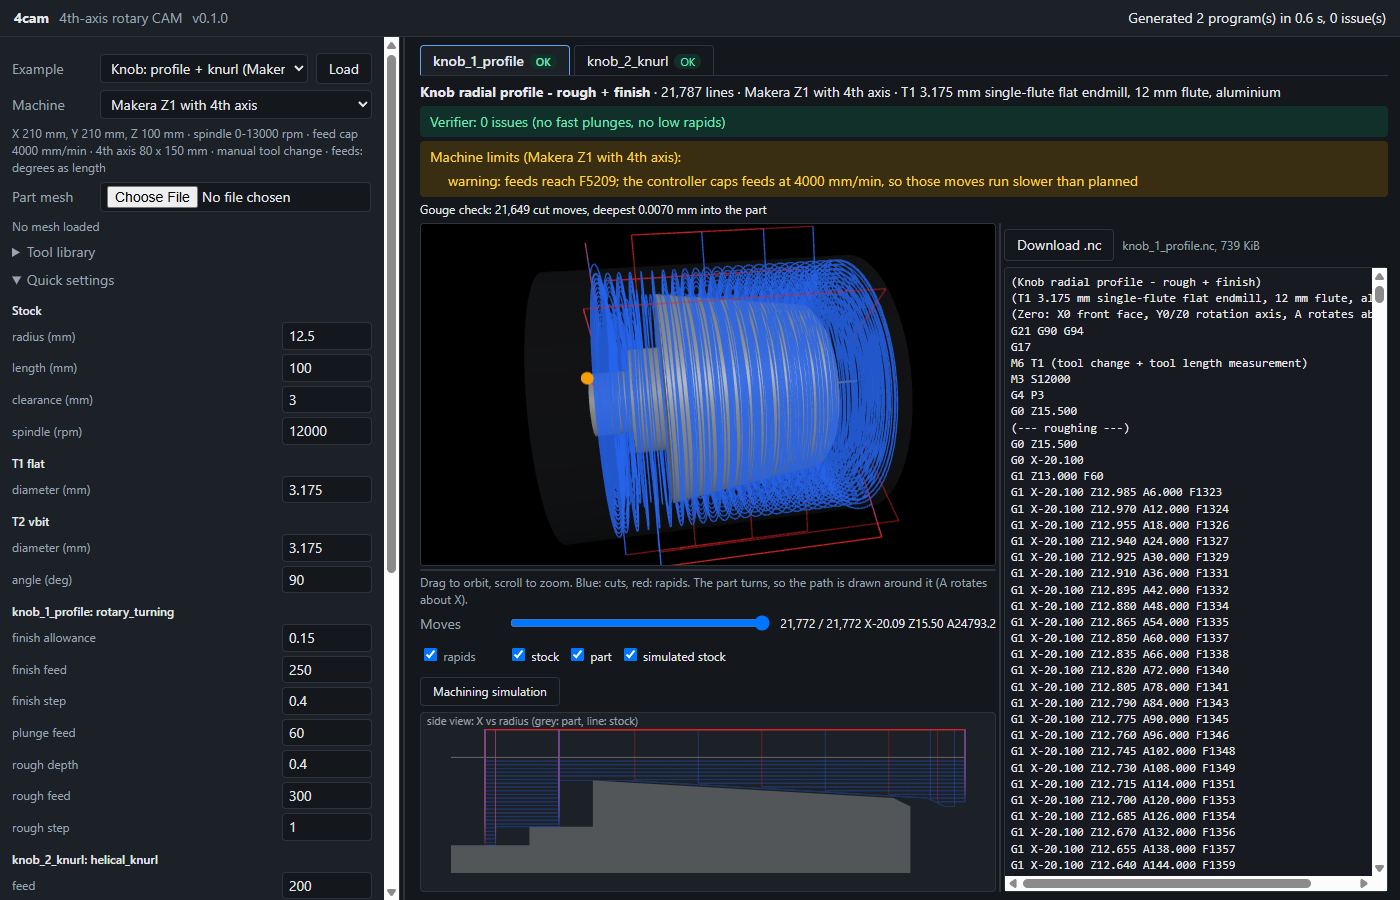 4cam 4th-axis rotary CAM v0.1.0
Generated 2 program(s) in 0.6 s, 0 issue(s)
Example
Knob: profile + knurl (Maker
Load
Machine
Makera Z1 with 4th axis
X 210 mm, Y 210 mm, Z 100 mm · spindle 0-13000 rpm · feed cap
4000 mm/min · 4th axis 80 x 150 mm · manual tool change · feeds:
degrees as length
Part mesh
Choose File No file chosen
No mesh loaded
Tool library
Quick settings
Stock
radius (mm) 12.5
length (mm) 100
clearance (mm) 3
spindle (rpm) 12000
T1 flat
diameter (mm) 3.175
T2 vbit
diameter (mm) 3.175
angle (deg) 90
knob_1_profile: rotary_turning
finish allowance 0.15
finish feed 250
finish step 0.4
plunge feed 60
rough depth 0.4
rough feed 300
rough step 1
knob_2_knurl: helical_knurl
feed 200
knob_1_profile OK
knob_2_knurl OK
Knob radial profile - rough + finish · 21,787 lines · Makera Z1 with 4th axis · T1 3.175 mm single-flute flat endmill, 12 mm flute, aluminium
Verifier: 0 issues (no fast plunges, no low rapids)
Machine limits (Makera Z1 with 4th axis):
warning: feeds reach F5209; the controller caps feeds at 4000 mm/min, so those moves run slower than planned
Gouge check: 21,649 cut moves, deepest 0.0070 mm into the part
Drag to orbit, scroll to zoom. Blue: cuts, red: rapids. The part turns, so the path is drawn around it (A rotates
about X).
Moves
21,772 / 21,772 X-20.09 Z15.50 A24793.2
rapids
stock
part
simulated stock
Machining simulation
side view: X vs radius (grey: part, line: stock)
Download .nc
knob_1_profile.nc, 739 KiB
(Knob radial profile - rough + finish)
(T1 3.175 mm single-flute flat endmill, 12 mm flute, al
(Zero: X0 front face, Y0/Z0 rotation axis, A rotates ab
G21 G90 G94
G17
M6 T1 (tool change + tool length measurement)
M3 S12000
G4 P3
G0 Z15.500
(--- roughing ---)
G0 Z15.500
G0 X-20.100
G1 Z13.000 F60
G1 X-20.100 Z12.985 A6.000 F1323
G1 X-20.100 Z12.970 A12.000 F1324
G1 X-20.100 Z12.955 A18.000 F1326
G1 X-20.100 Z12.940 A24.000 F1327
G1 X-20.100 Z12.925 A30.000 F1329
G1 X-20.100 Z12.910 A36.000 F1331
G1 X-20.100 Z12.895 A42.000 F1332
G1 X-20.100 Z12.880 A48.000 F1334
G1 X-20.100 Z12.865 A54.000 F1335
G1 X-20.100 Z12.850 A60.000 F1337
G1 X-20.100 Z12.835 A66.000 F1338
G1 X-20.100 Z12.820 A72.000 F1340
G1 X-20.100 Z12.805 A78.000 F1341
G1 X-20.100 Z12.790 A84.000 F1343
G1 X-20.100 Z12.775 A90.000 F1345
G1 X-20.100 Z12.760 A96.000 F1346
G1 X-20.100 Z12.745 A102.000 F1348
G1 X-20.100 Z12.730 A108.000 F1349
G1 X-20.100 Z12.715 A114.000 F1351
G1 X-20.100 Z12.700 A120.000 F1353
G1 X-20.100 Z12.685 A126.000 F1354
G1 X-20.100 Z12.670 A132.000 F1356
G1 X-20.100 Z12.655 A138.000 F1357
G1 X-20.100 Z12.640 A144.000 F1359